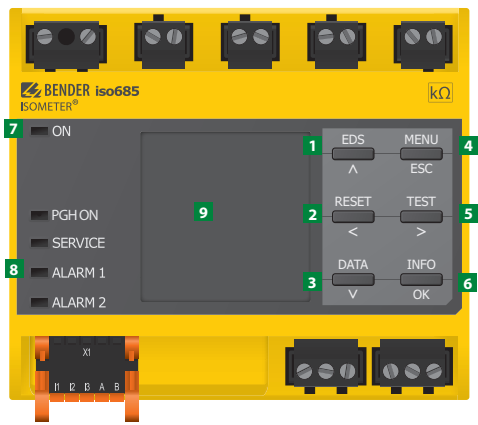 BENDER iso685
ISOMETER®
kΩ
7 ON
1 EDS
MENU 4
∧
ESC
PGH ON
9
2 RESET
TEST 5
<
>
SERVICE
8 ALARM 1
3 DATA
INFO 6
∨
OK
ALARM 2
X1
I1 I2 I3 A B